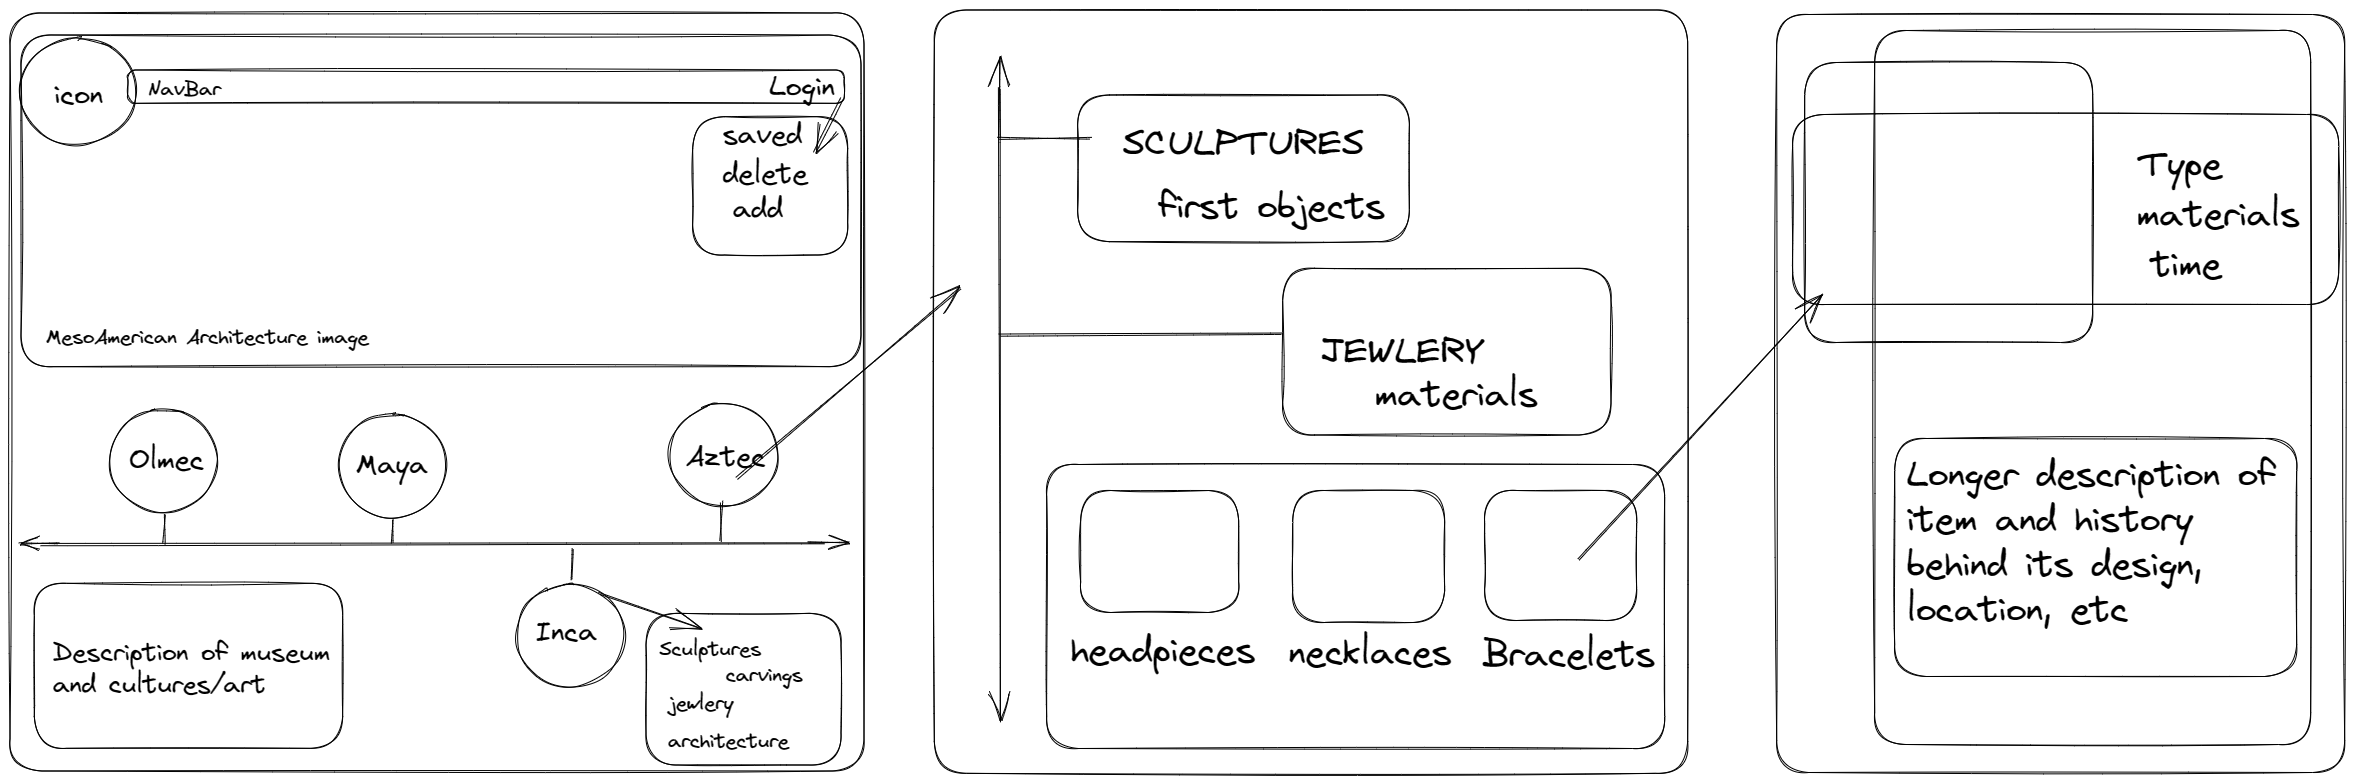 icon
NavBar
Login
saved
delete
add
MesoAmerican Architecture image
Olmec
Maya
Aztec
Inca
Description of museum
and cultures/art
Sculptures
carvings
jewlery
architecture
SCULPTURES
first objects
JEWLERY
materials
headpieces
necklaces
Bracelets
Type
materials
time
Longer description of
item and history
behind its design,
location, etc